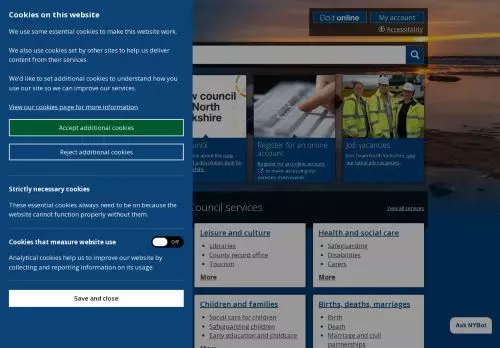 Cookies on this website
We use some essential cookies to make this website work.
We also use cookies set by other sites to help us deliver
content from their services.
We'd like to set additional cookies to understand how you
use our site so we can improve our services.
View our cookies page for more information.
Accept additional cookies
Reject additional cookies
Strictly necessary cookies
These essential cookies always need to be on because the
website cannot function properly without them.
Cookies that measure website use
Off
Analytical cookies help us to improve our website by
collecting and reporting information on its usage.
Save and close
Do it online
My account
Accessibility
w council
North
kshire
uncil
Register for an online
account
Register for an online account
to make accessing our
services even easier.
Job vacancies
Join Team North Yorkshire, see
our latest job vacancies.
Council services
View all services
Leisure and culture
Libraries
County record office
Tourism
More
Health and social care
Safeguarding
Disabilities
Carers
More
Children and families
Social care for children
Safeguarding children
Early education and childcare
Births, deaths, marriages
Birth
Death
Marriage and civil
partnerships
Ask NYBot